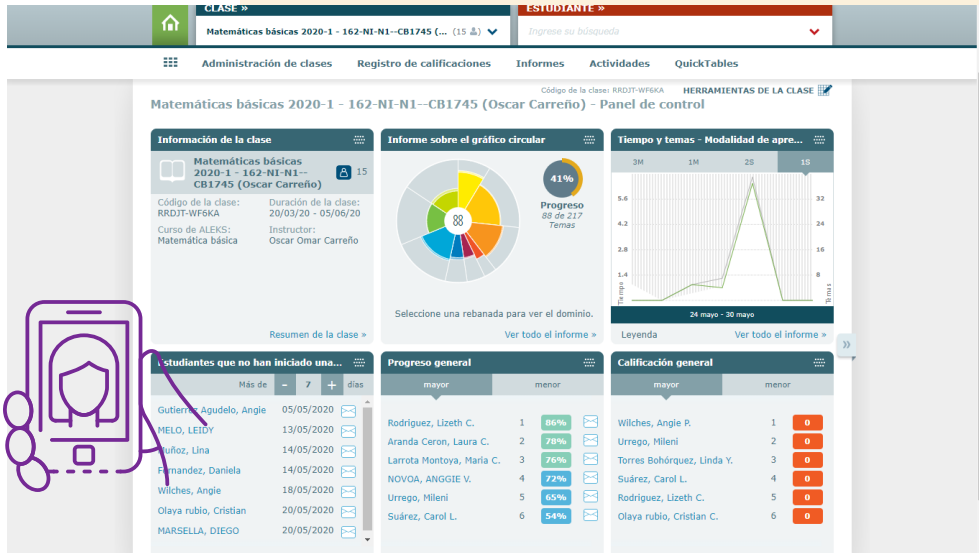 CLASE »
ESTUDIANTE »
Matemáticas básicas 2020-1 - 162-NI-N1--CB1745 (... (15)
Ingrese su búsqueda
Administración de clases Registro de calificaciones Informes Actividades QuickTables
Código de la clase: RRDJT-WF6KA HERRAMIENTAS DE LA CLASE
Matemáticas básicas 2020-1 - 162-NI-N1--CB1745 (Oscar Carreño) - Panel de control
Información de la clase
Matemáticas básicas
2020-1 - 162-NI-N1--
CB1745 (Oscar Carreño)
15
Código de la clase:
RRDJT-WF6KA
Duración de la clase:
20/03/20 - 05/06/20
Curso de ALEKS:
Matemática básica
Instructor:
Oscar Omar Carreño
Resumen de la clase »
Informe sobre el gráfico circular
41%
Progreso
88 de 217
Temas
Seleccione una rebanada para ver el dominio.
Ver todo el informe »
Tiempo y temas - Modalidad de apre...
3M 1M 2S 1S
5.6 32
4.2 24
2.8 16
1.4 8
Tiempo
Temas
24 mayo - 30 mayo
Leyenda Ver todo el informe »
»
Estudiantes que no han iniciado una...
Más de - 7 + días
Gutierrez Agudelo, Angie 05/05/2020
MELO, LEIDY 13/05/2020
Muñoz, Lina 14/05/2020
Fernandez, Daniela 14/05/2020
Wilches, Angie 18/05/2020
Olaya rubio, Cristian 20/05/2020
MARSELLA, DIEGO 20/05/2020
Progreso general
mayor menor
Rodriguez, Lizeth C. 1 86%
Aranda Ceron, Laura C. 2 78%
Larrota Montoya, Maria C. 3 76%
NOVOA, ANGGIE V. 4 72%
Urrego, Mileni 5 65%
Suárez, Carol L. 6 54%
Calificación general
mayor menor
Wilches, Angie P. 1 0
Urrego, Mileni 2 0
Torres Bohórquez, Linda Y. 3 0
Suárez, Carol L. 4 0
Rodriguez, Lizeth C. 5 0
Olaya rubio, Cristian C. 6 0